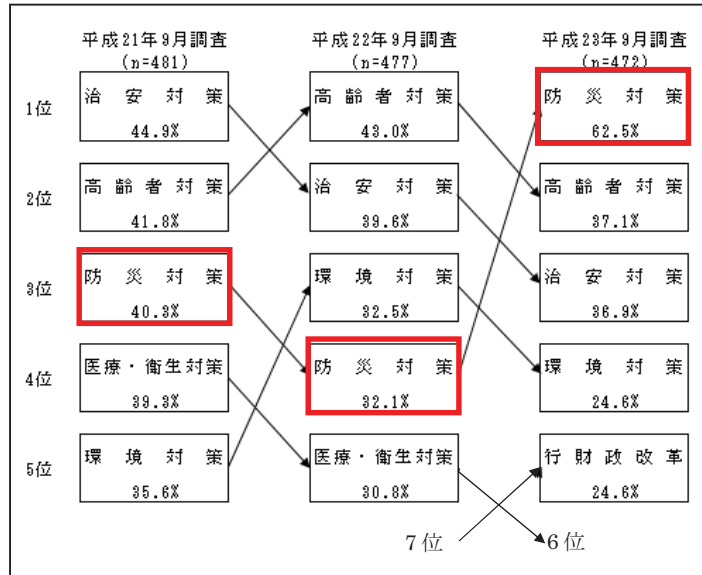 平成21年9月調査 平成22年9月調査 平成23年9月調査
(n=481) (n=477) (n=472)
1位 治安対策 高齢者対策 防災対策
44.9% 43.0% 62.5%
2位 高齢者対策 治安対策 高齢者対策
41.8% 39.6% 37.1%
3位 防災対策 環境対策 治安対策
40.3% 32.5% 36.9%
4位 医療・衛生対策 防災対策 環境対策
39.3% 32.1% 24.6%
5位 環境対策 医療・衛生対策 行財政改革
35.6% 30.8% 24.6%
7位 6位